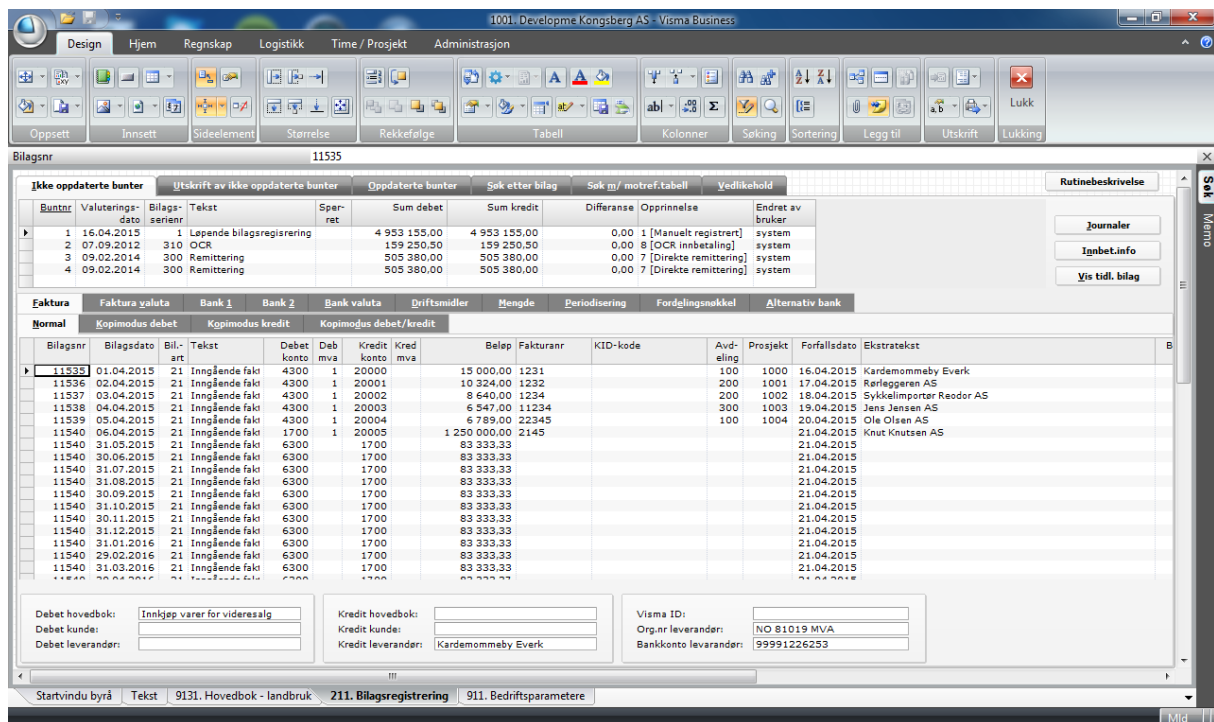 1001. Developme Kongsberg AS - Visma Business
Design Hjem Regnskap Logistikk Time / Prosjekt Administrasjon
Lukk
Oppsett Innsett Sideelement Størrelse Rekkefølge Tabell Kolonner Søking Sortering Legg til Utskrift Lukking
Bilagsnr 11535
Søk
Memo
Ikke oppdaterte bunter Utskrift av ikke oppdaterte bunter Oppdaterte bunter Søk etter bilag Søk m/ motref.tabell Vedlikehold Rutinebeskrivelse
Buntnr Valuterings- Bilags- Tekst Sper- Sum debet Sum kredit Differanse Opprinnelse Endret av
dato serienr ret bruker
1 16.04.2015 1 Løpende bilagsregisrering 4 953 155,00 4 953 155,00 0,00 1 [Manuelt registrert] system
2 07.09.2012 310 OCR 159 250,50 159 250,50 0,00 8 [OCR innbetaling] system
3 09.02.2014 300 Remittering 505 380,00 505 380,00 0,00 7 [Direkte remittering] system
4 09.02.2014 300 Remittering 505 380,00 505 380,00 0,00 7 [Direkte remittering] system
Journaler
Innbet.info
Vis tidl. bilag
Faktura Faktura valuta Bank 1 Bank 2 Bank valuta Driftsmidler Mengde Periodisering Fordelingsnøkkel Alternativ bank
Normal Kopimodus debet Kopimodus kredit Kopimodus debet/kredit
Bilagsnr Bilagsdato Bil.- Tekst Debet Deb Kredit Kred Beløp Fakturanr KID-kode Avd- Prosjekt Forfallsdato Ekstratekst B
art konto mva konto mva eling
11535 01.04.2015 21 Inngående fakt 4300 1 20000 15 000,00 1231 100 1000 16.04.2015 Kardemommeby Everk
11536 02.04.2015 21 Inngående fakt 4300 1 20001 10 324,00 1232 200 1001 17.04.2015 Rørleggeren AS
11537 03.04.2015 21 Inngående fakt 4300 1 20002 8 640,00 1234 200 1002 18.04.2015 Sykkelimportør Reodor AS
11538 04.04.2015 21 Inngående fakt 4300 1 20003 6 547,00 11234 300 1003 19.04.2015 Jens Jensen AS
11539 05.04.2015 21 Inngående fakt 4300 1 20004 6 789,00 22345 100 1004 20.04.2015 Ole Olsen AS
11540 06.04.2015 21 Inngående fakt 1700 1 20005 1 250 000,00 2145 21.04.2015 Knut Knutsen AS
11540 31.05.2015 21 Inngående fakt 6300 1700 83 333,33 21.04.2015
11540 30.06.2015 21 Inngående fakt 6300 1700 83 333,33 21.04.2015
11540 31.07.2015 21 Inngående fakt 6300 1700 83 333,33 21.04.2015
11540 31.08.2015 21 Inngående fakt 6300 1700 83 333,33 21.04.2015
11540 30.09.2015 21 Inngående fakt 6300 1700 83 333,33 21.04.2015
11540 31.10.2015 21 Inngående fakt 6300 1700 83 333,33 21.04.2015
11540 30.11.2015 21 Inngående fakt 6300 1700 83 333,33 21.04.2015
11540 31.12.2015 21 Inngående fakt 6300 1700 83 333,33 21.04.2015
11540 31.01.2016 21 Inngående fakt 6300 1700 83 333,33 21.04.2015
11540 29.02.2016 21 Inngående fakt 6300 1700 83 333,33 21.04.2015
11540 31.03.2016 21 Inngående fakt 6300 1700 83 333,33 21.04.2015
Debet hovedbok: Innkjøp varer for videresalg Kredit hovedbok: Visma ID:
Debet kunde: Kredit kunde: Org.nr leverandør: NO 81019 MVA
Debet leverandør: Kredit leverandør: Kardemommeby Everk Bankkonto levarandør: 99991226253
Startvindu byrå Tekst 9131. Hovedbok - landbruk 211. Bilagsregistrering 911. Bedriftsparametere
Mld